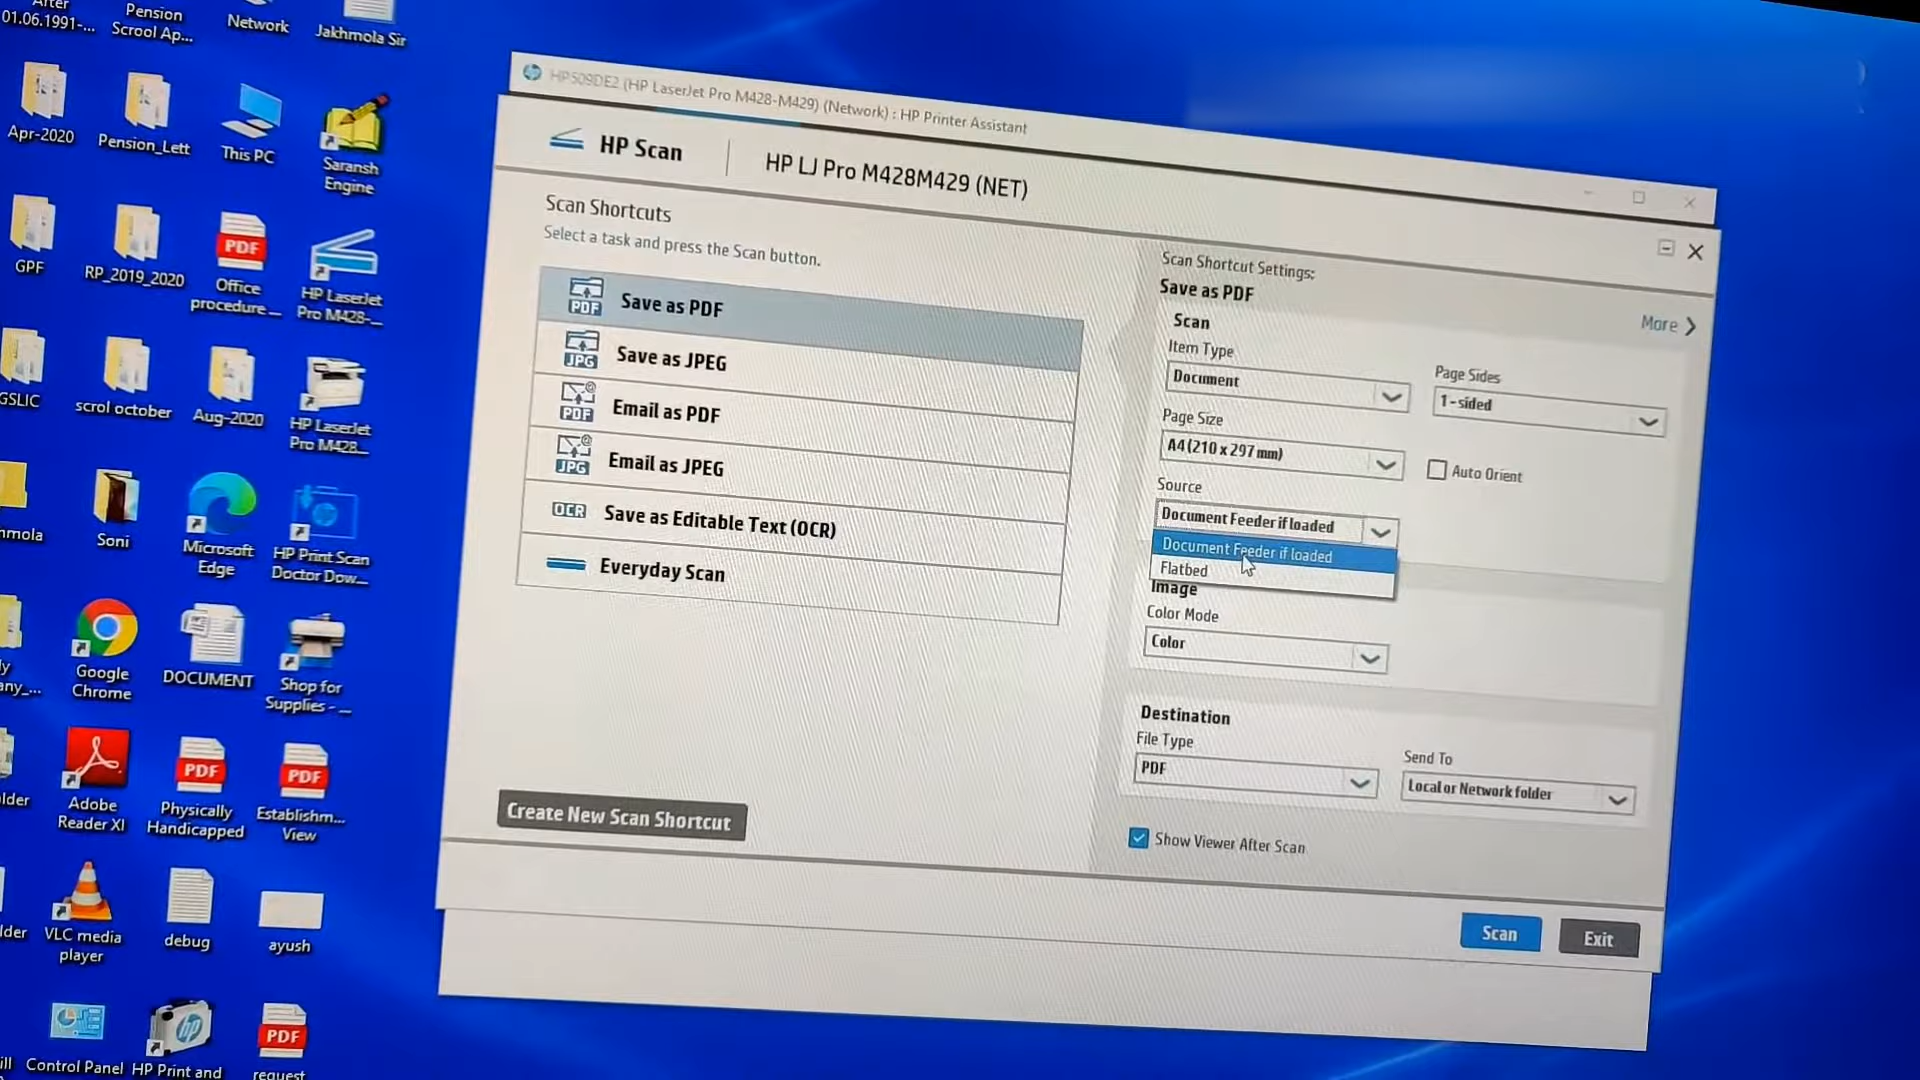 After
01.06.1991-...
Pension
Scrool Ap...
Network
Jakhmola Sir
Apr-2020
Pension_Lett
This PC
Saransh
Engine
GPF
RP_2019_2020
PDF
Office
procedure...
HP LaserJet
Pro M428-...
GSLIC
scrol october
Aug-2020
HP LaserJet
Pro M428...
Soni
Microsoft
Edge
HP Print Scan
Doctor Dow...
Google
Chrome
DOCUMENT
Shop for
Supplies - ...
Adobe
Reader XI
PDF
Physically
Handicapped
PDF
Establishm...
View
VLC media
player
debug
ayush
Control Panel
hp
HP Print and
PDF
request
HP509DE2 (HP LaserJet Pro M428-M429) (Network) : HP Printer Assistant
HP Scan
HP LJ Pro M428M429 (NET)
Scan Shortcuts
Select a task and press the Scan button.
PDF Save as PDF
JPG Save as JPEG
PDF Email as PDF
JPG Email as JPEG
OCR Save as Editable Text (OCR)
Everyday Scan
Create New Scan Shortcut
Scan Shortcut Settings:
Save as PDF
More
Scan
Item Type
Document
Page Sides
1-sided
Page Size
A4 (210 x 297 mm)
Auto Orient
Source
Document Feeder if loaded
Document Feeder if loaded
Flatbed
Image
Color Mode
Color
Destination
File Type
PDF
Send To
Local or Network folder
Show Viewer After Scan
Scan
Exit